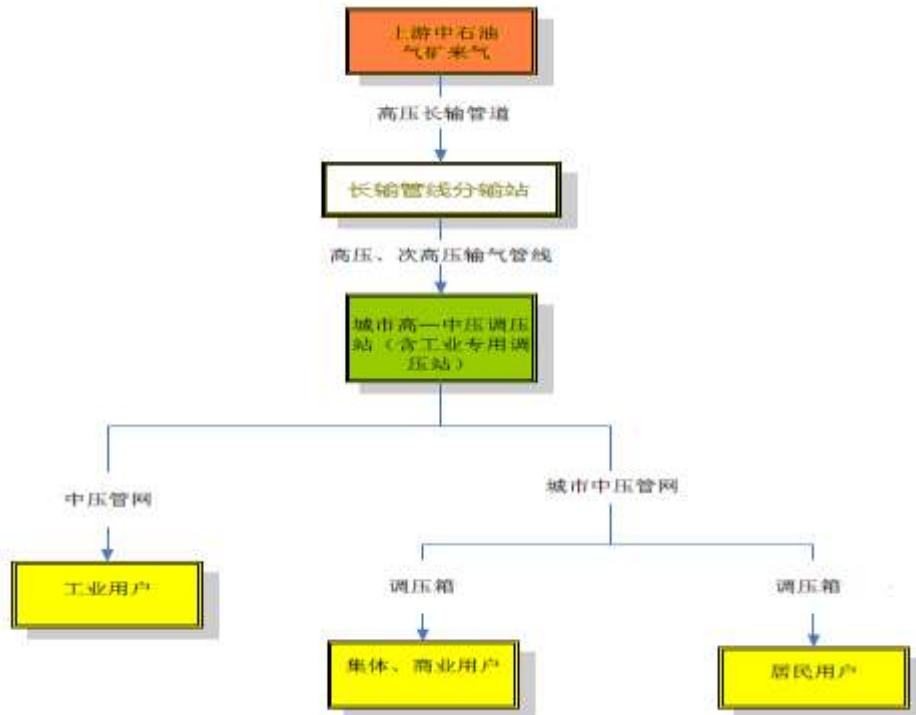 上游中石油
气矿来气
高压长输管道
长输管线分输站
高压、次高压输气管线
城市高—中压调压
站（含工业专用调
压站）
中压管网
城市中压管网
工业用户
调压箱
调压箱
集体、商业用户
居民用户